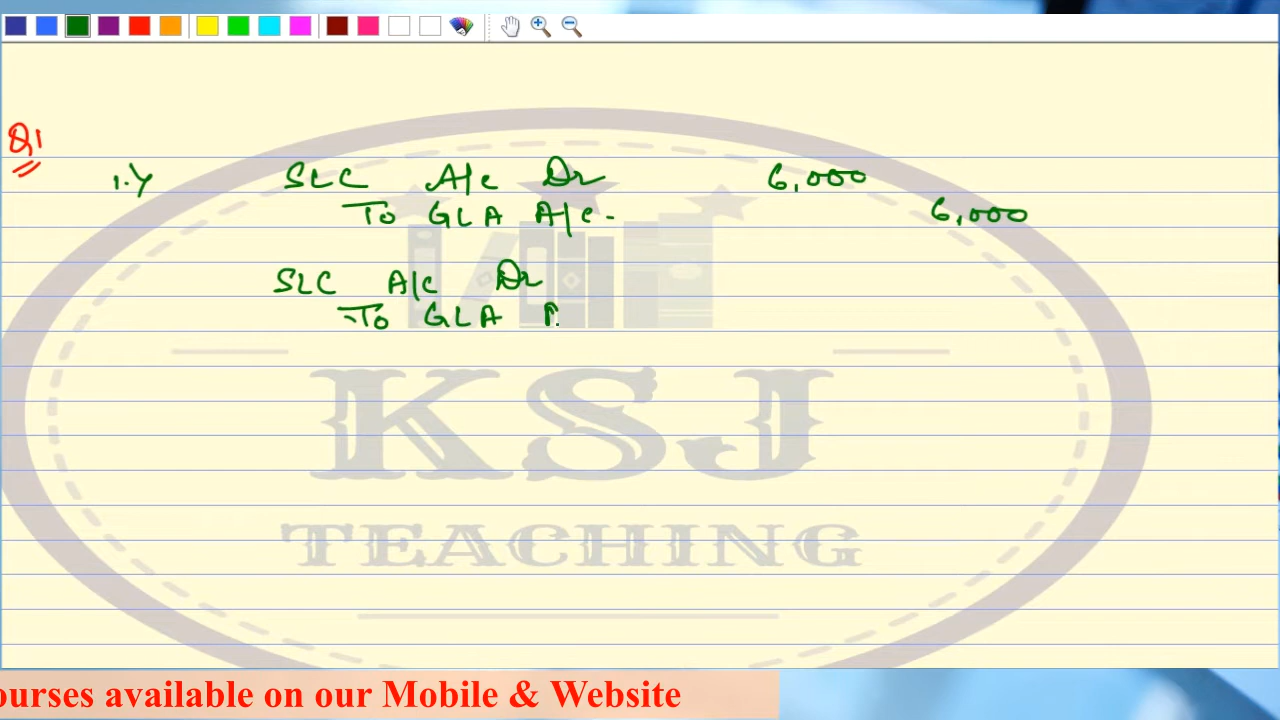 Q1
1.Y SLC A/c Dr 6,000
To GLA A/c. 6,000
SLC A/c Dr
To GLA
KSJ
TEACHING
ourses available on our Mobile & Website